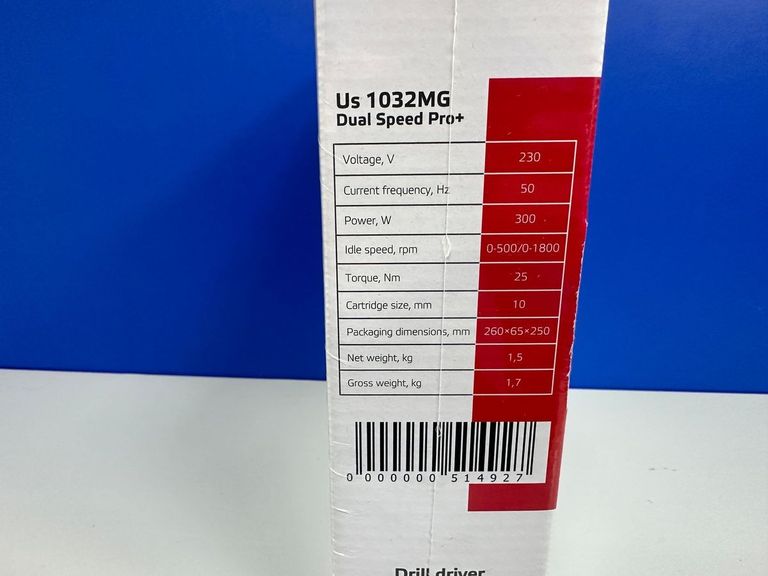 Us 1032MG
Dual Speed Pro+
Voltage, V 230
Current frequency, Hz 50
Power, W 300
Idle speed, rpm 0-500/0-1800
Torque, Nm 25
Cartridge size, mm 10
Packaging dimensions, mm 260×65×250
Net weight, kg 1,5
Gross weight, kg 1,7
0 000000 514927
Drill driver